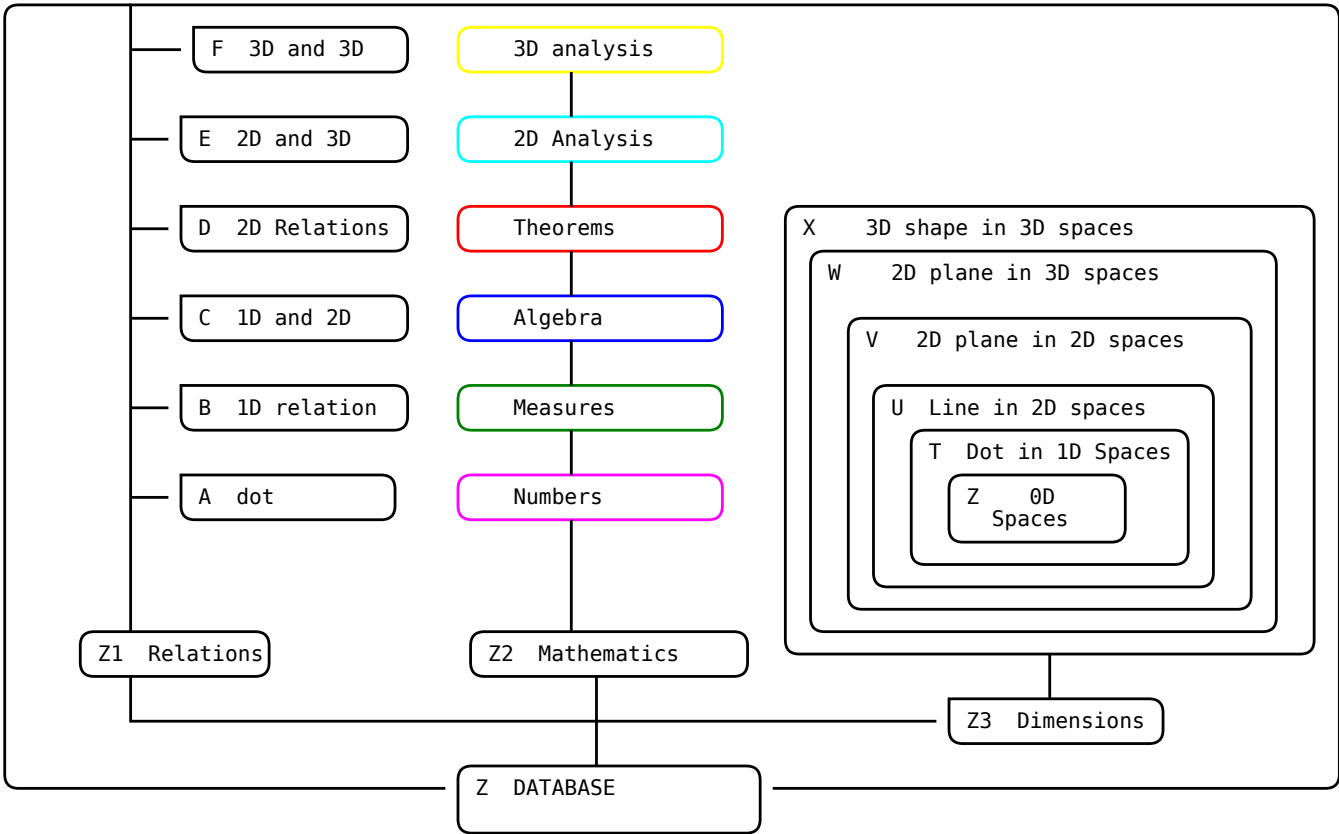 F 3D and 3D
3D analysis
E 2D and 3D
2D Analysis
D 2D Relations
Theorems
X 3D shape in 3D spaces
W 2D plane in 3D spaces
C 1D and 2D
Algebra
V 2D plane in 2D spaces
B 1D relation
Measures
U Line in 2D spaces
T Dot in 1D Spaces
A dot
Numbers
Z 0D
Spaces
Z1 Relations
Z2 Mathematics
Z3 Dimensions
Z DATABASE